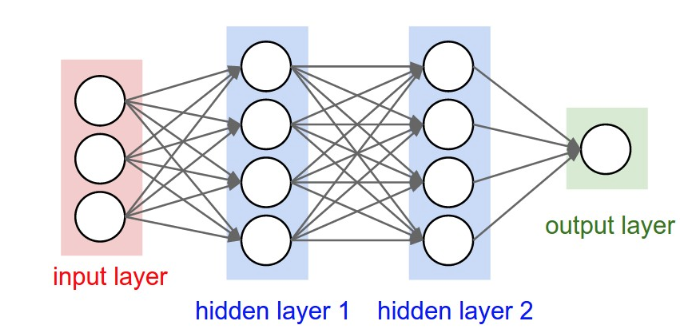 output layer
input layer
hidden layer 1
hidden layer 2